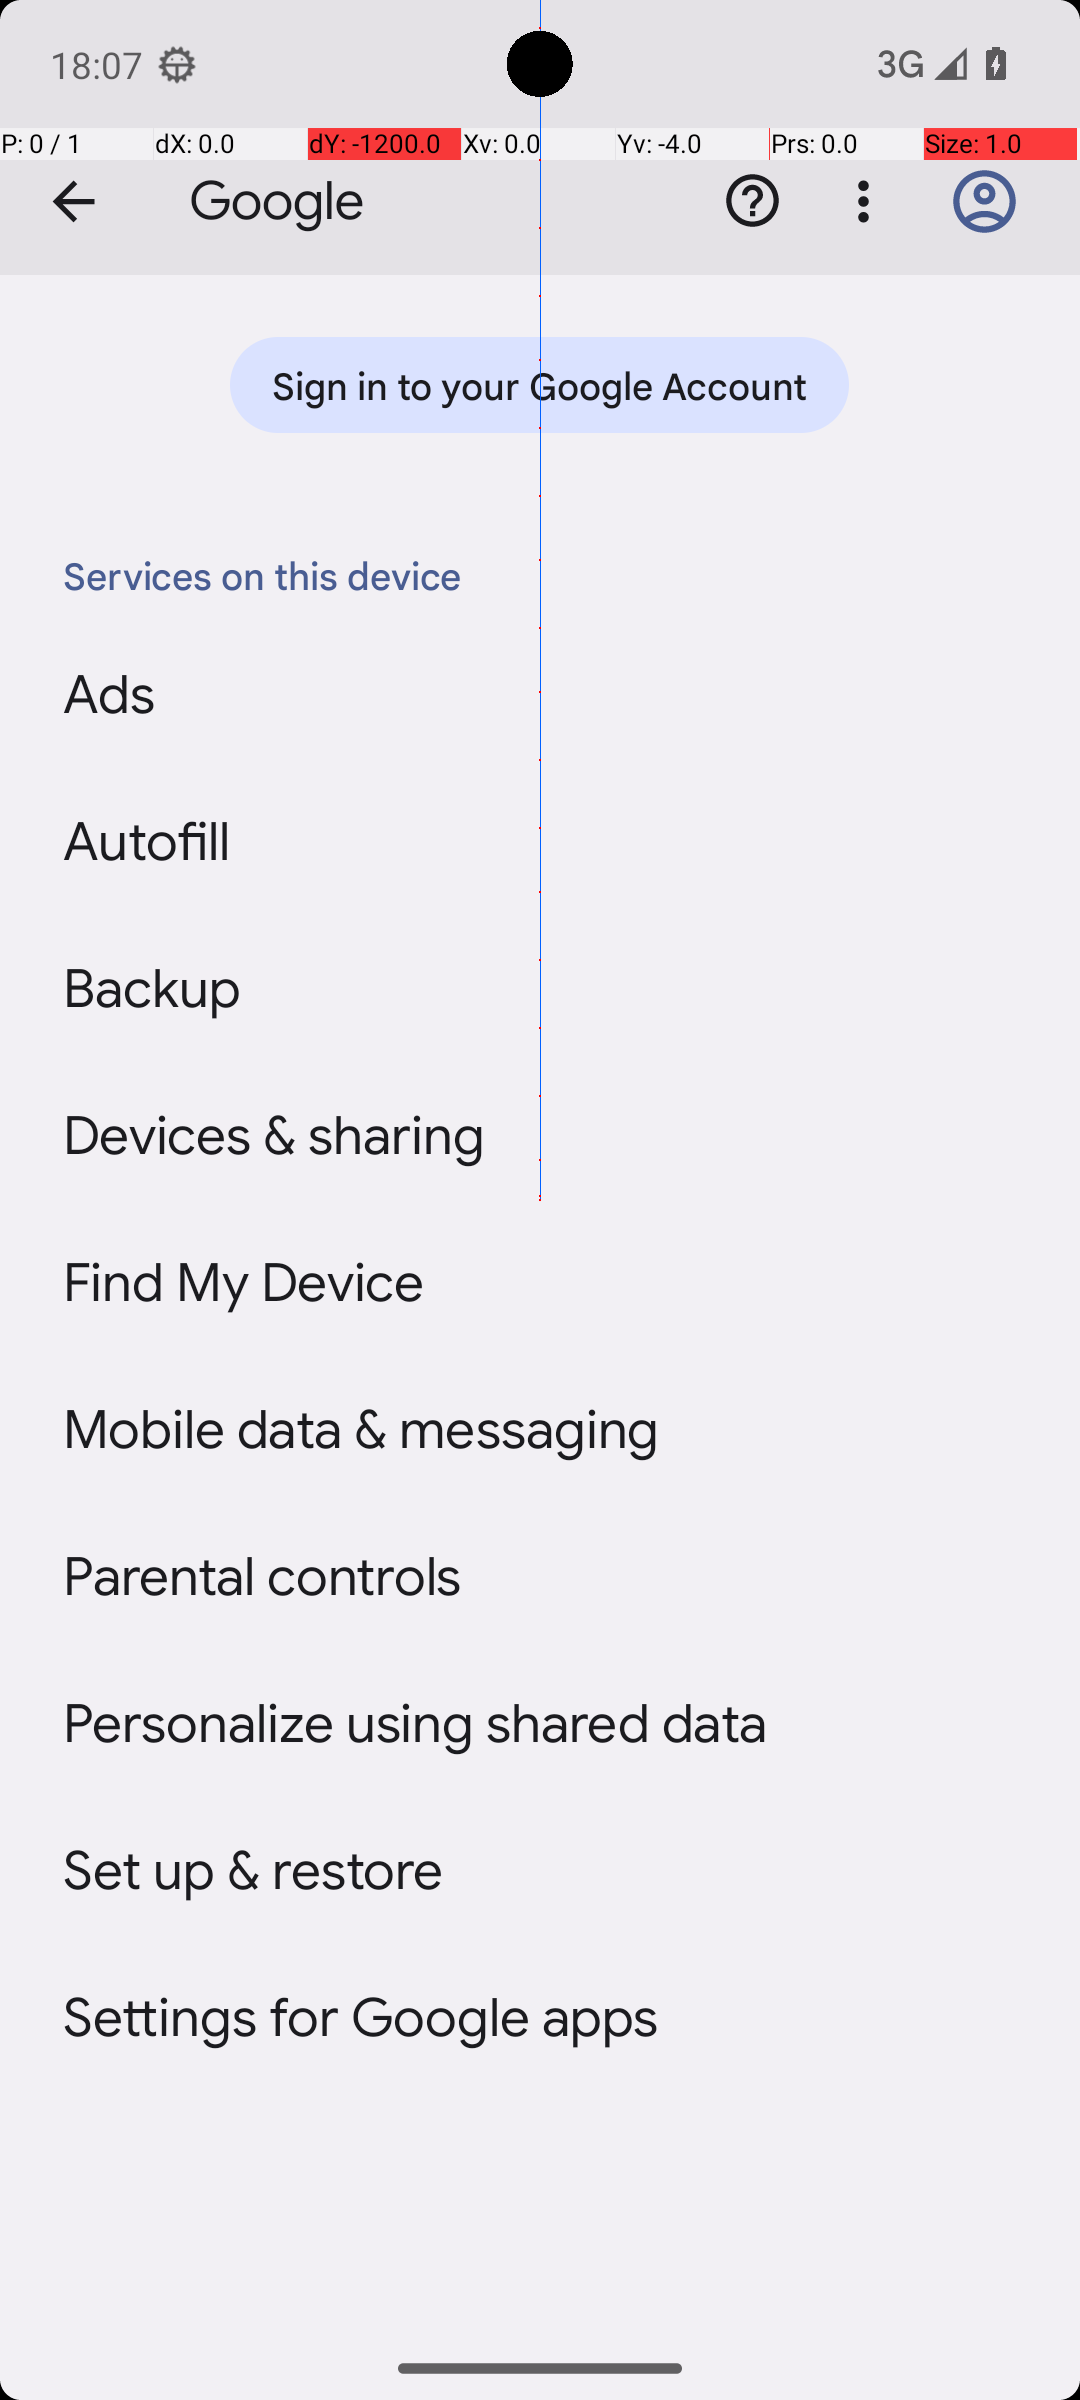 18:07
3G
P: 0 / 1
dX: 0.0
dY: -1200.0
Xv: 0.0
Yv: -4.0
Prs: 0.0
Size: 1.0
Google
Sign in to your Google Account
Services on this device
Ads
Autofill
Backup
Devices & sharing
Find My Device
Mobile data & messaging
Parental controls
Personalize using shared data
Set up & restore
Settings for Google apps